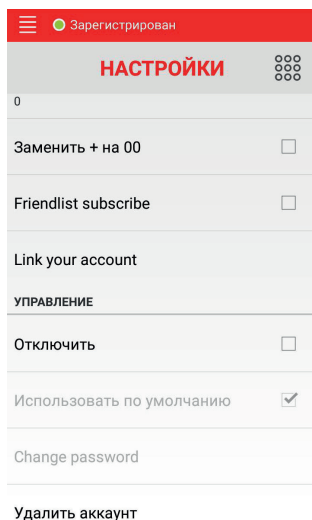 Зарегистрирован
НАСТРОЙКИ
0
Заменить + на 00
Friendlist subscribe
Link your account
УПРАВЛЕНИЕ
Отключить
Использовать по умолчанию
Change password
Удалить аккаунт